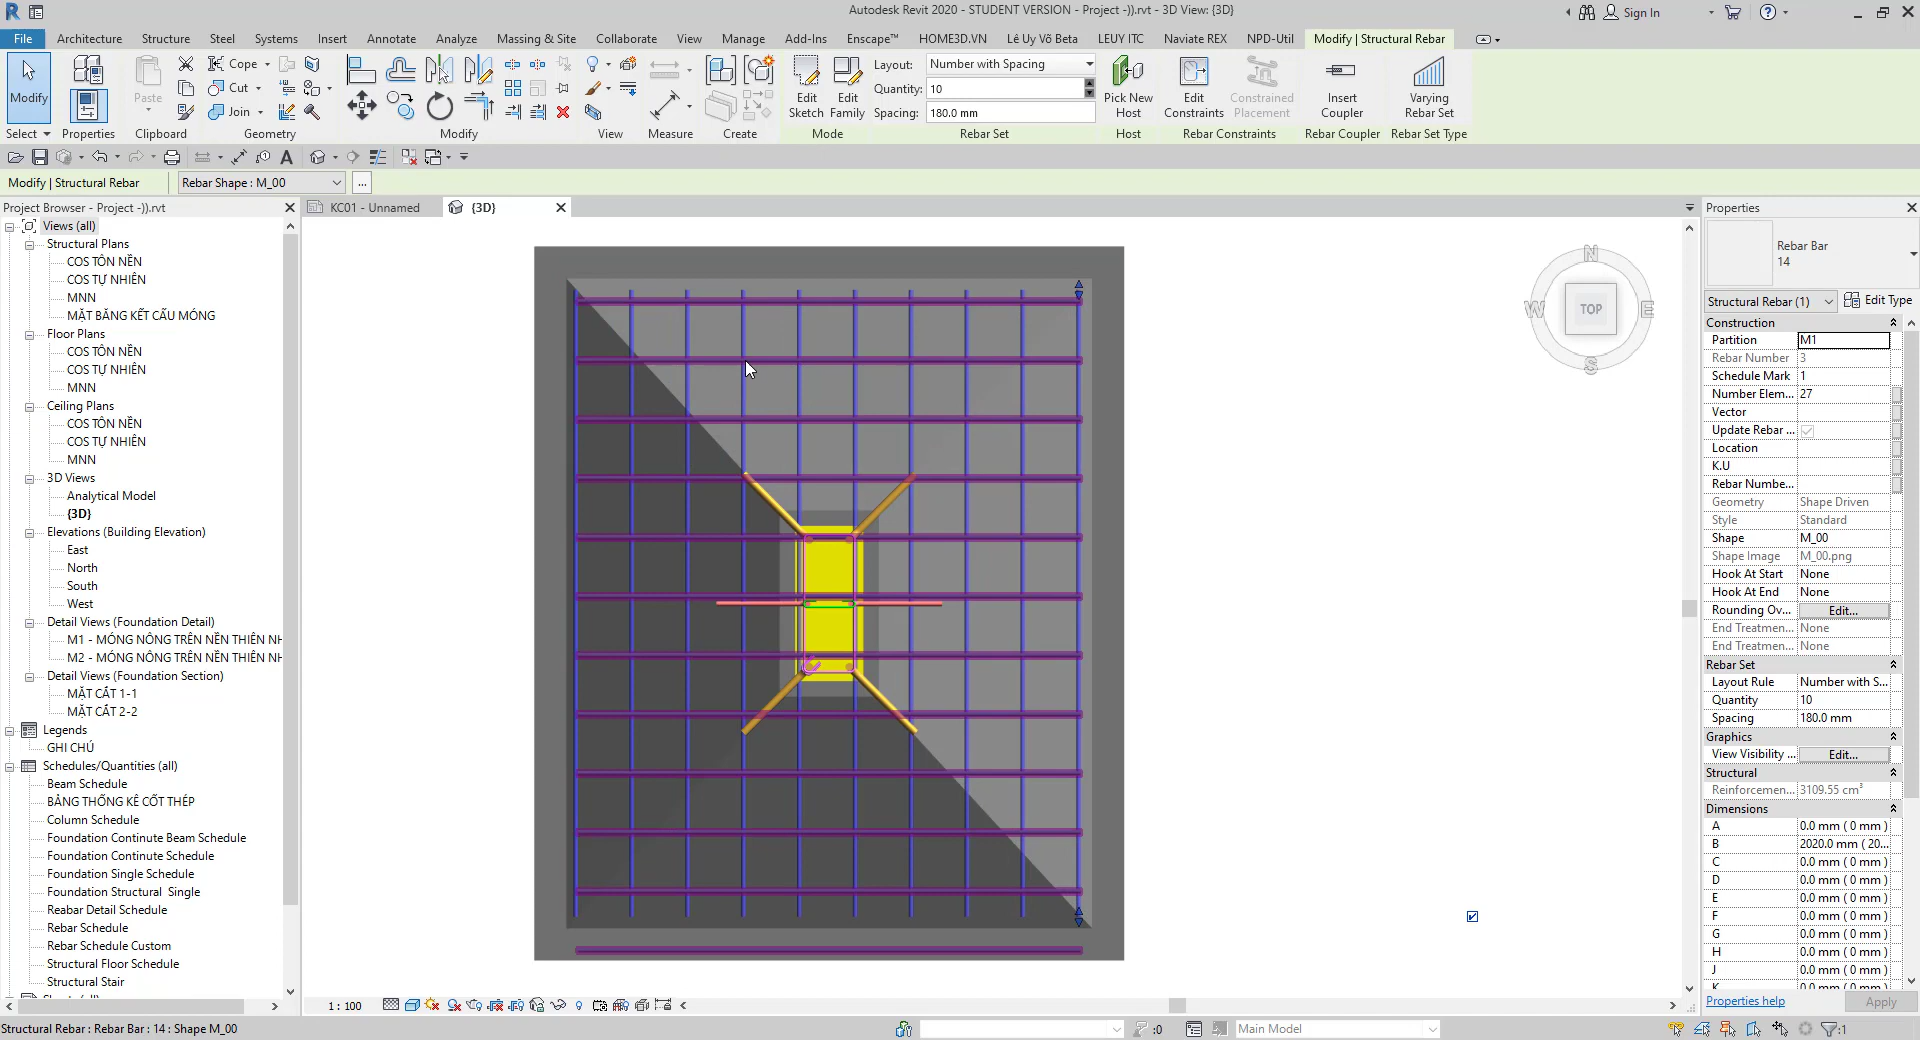 Autodesk Revit 2020 - STUDENT VERSION - Project -)).rvt - 3D View: {3D}
Sign In
File Architecture Structure Steel Systems Insert Annotate Analyze Massing & Site Collaborate View Manage Add-Ins Enscape™ HOME3D.VN Lê Uy Võ Beta LEUY ITC Naviate REX NPD-Util Modify | Structural Rebar
Modify
Paste
Cope
Cut
Join
Edit Sketch
Edit Family
Layout: Number with Spacing
Quantity: 10
Spacing: 180.0 mm
Pick New Host
Edit Constraints
Constrained Placement
Insert Coupler
Varying Rebar Set
Select Properties Clipboard Geometry Modify View Measure Create Mode Rebar Set Host Rebar Constraints Rebar Coupler Rebar Set Type
Modify | Structural Rebar
Rebar Shape : M_00
...
Project Browser - Project -)).rvt
Views (all)
Structural Plans
COS TÔN NỀN
COS TỰ NHIÊN
MNN
MẶT BẰNG KẾT CẤU MÓNG
Floor Plans
COS TÔN NỀN
COS TỰ NHIÊN
MNN
Ceiling Plans
COS TÔN NỀN
COS TỰ NHIÊN
MNN
3D Views
Analytical Model
{3D}
Elevations (Building Elevation)
East
North
South
West
Detail Views (Foundation Detail)
M1 - MÓNG NÔNG TRÊN NỀN THIÊN NH
M2 - MÓNG NÔNG TRÊN NỀN THIÊN NH
Detail Views (Foundation Section)
MẶT CẮT 1-1
MẶT CẮT 2-2
Legends
GHI CHÚ
Schedules/Quantities (all)
Beam Schedule
BẢNG THỐNG KÊ CỐT THÉP
Column Schedule
Foundation Continute Beam Schedule
Foundation Continute Schedule
Foundation Single Schedule
Foundation Structural  Single
Reabar Detail Schedule
Rebar Schedule
Rebar Schedule Custom
Structural Floor Schedule
Structural Stair
KC01 - Unnamed
{3D}
N
W
TOP
E
S
1 : 100
Properties
Rebar Bar
14
Structural Rebar (1)
Edit Type
Construction
Partition M1
Rebar Number 3
Schedule Mark 1
Number Elem... 27
Vector
Update Rebar ...
Location
K.U
Rebar Numbe...
Geometry Shape Driven
Style Standard
Shape M_00
Shape Image M_00.png
Hook At Start None
Hook At End None
Rounding Ov... Edit...
End Treatmen... None
End Treatmen... None
Rebar Set
Layout Rule Number with S...
Quantity 10
Spacing 180.0 mm
Graphics
View Visibility ... Edit...
Structural
Reinforcemen... 3109.55 cm³
Dimensions
A 0.0 mm ( 0 mm )
B 2020.0 mm ( 20...
C 0.0 mm ( 0 mm )
D 0.0 mm ( 0 mm )
E 0.0 mm ( 0 mm )
F 0.0 mm ( 0 mm )
G 0.0 mm ( 0 mm )
H 0.0 mm ( 0 mm )
J 0.0 mm ( 0 mm )
Properties help
Apply
Structural Rebar : Rebar Bar : 14 : Shape M_00
:0
Main Model
:1